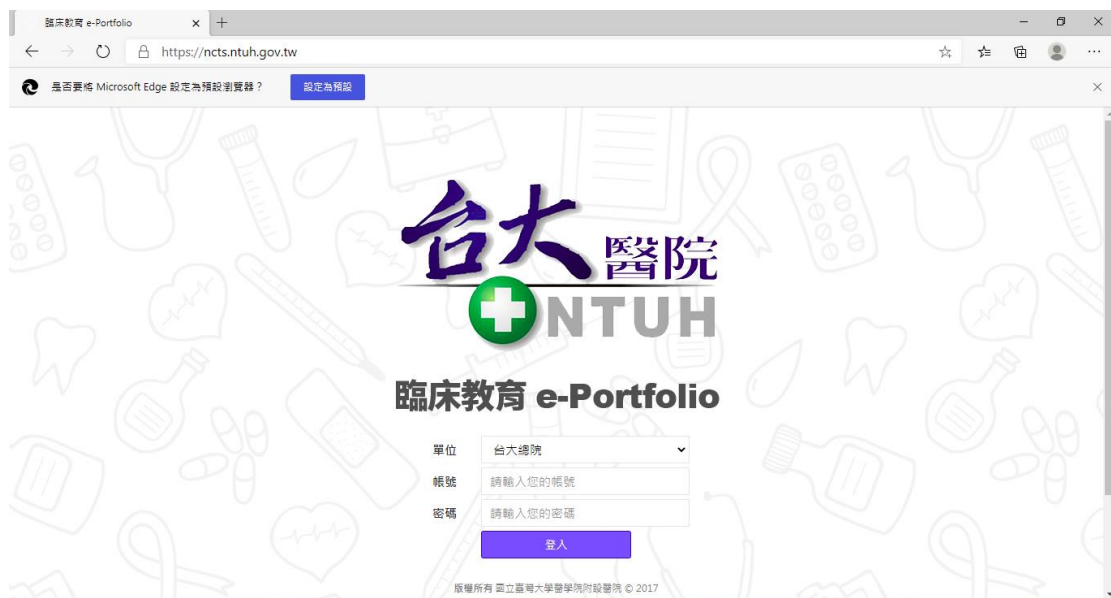 臨床教育 e-Portfolio
https://ncts.ntuh.gov.tw
是否要將 Microsoft Edge 設定為預設瀏覽器？ 設定為預設
台大醫院
NTUH
臨床教育 e-Portfolio
單位 台大總院
帳號 請輸入您的帳號
密碼 請輸入您的密碼
登入
版權所有 國立臺灣大學醫學院附設醫院 © 2017